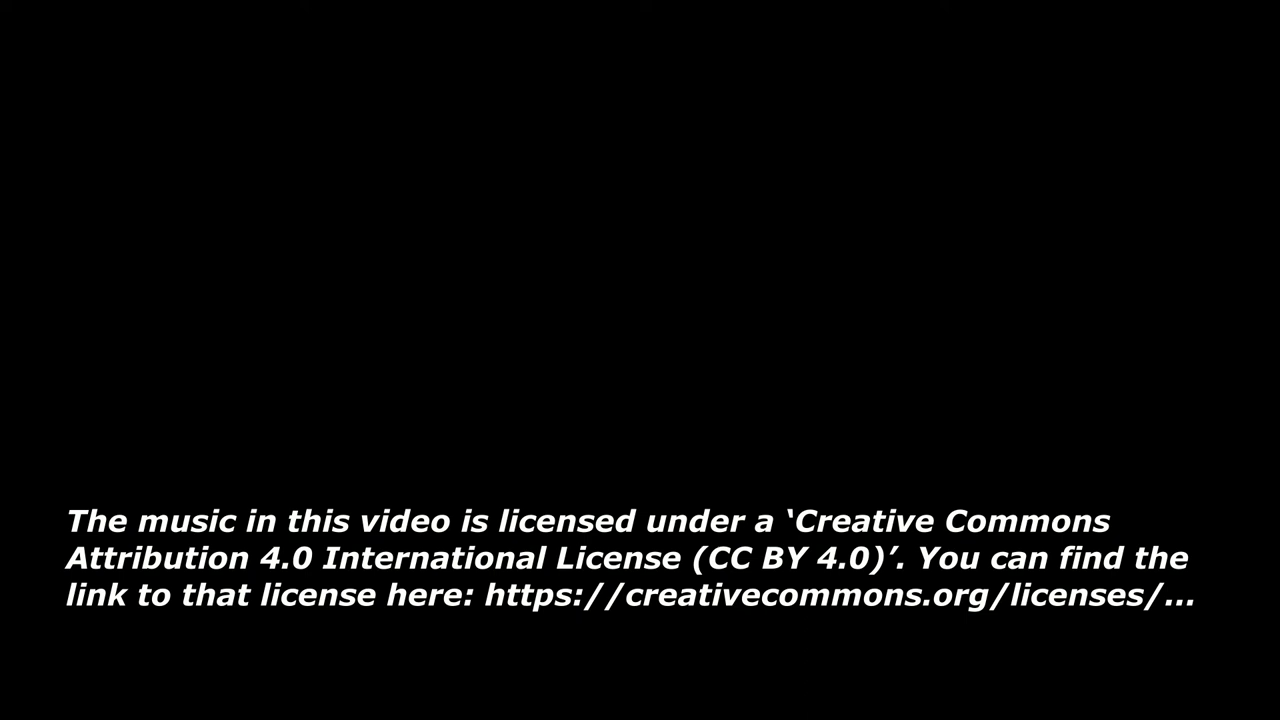 The music in this video is licensed under a ‘Creative Commons
Attribution 4.0 International License (CC BY 4.0)’. You can find the
link to that license here: https://creativecommons.org/licenses/...